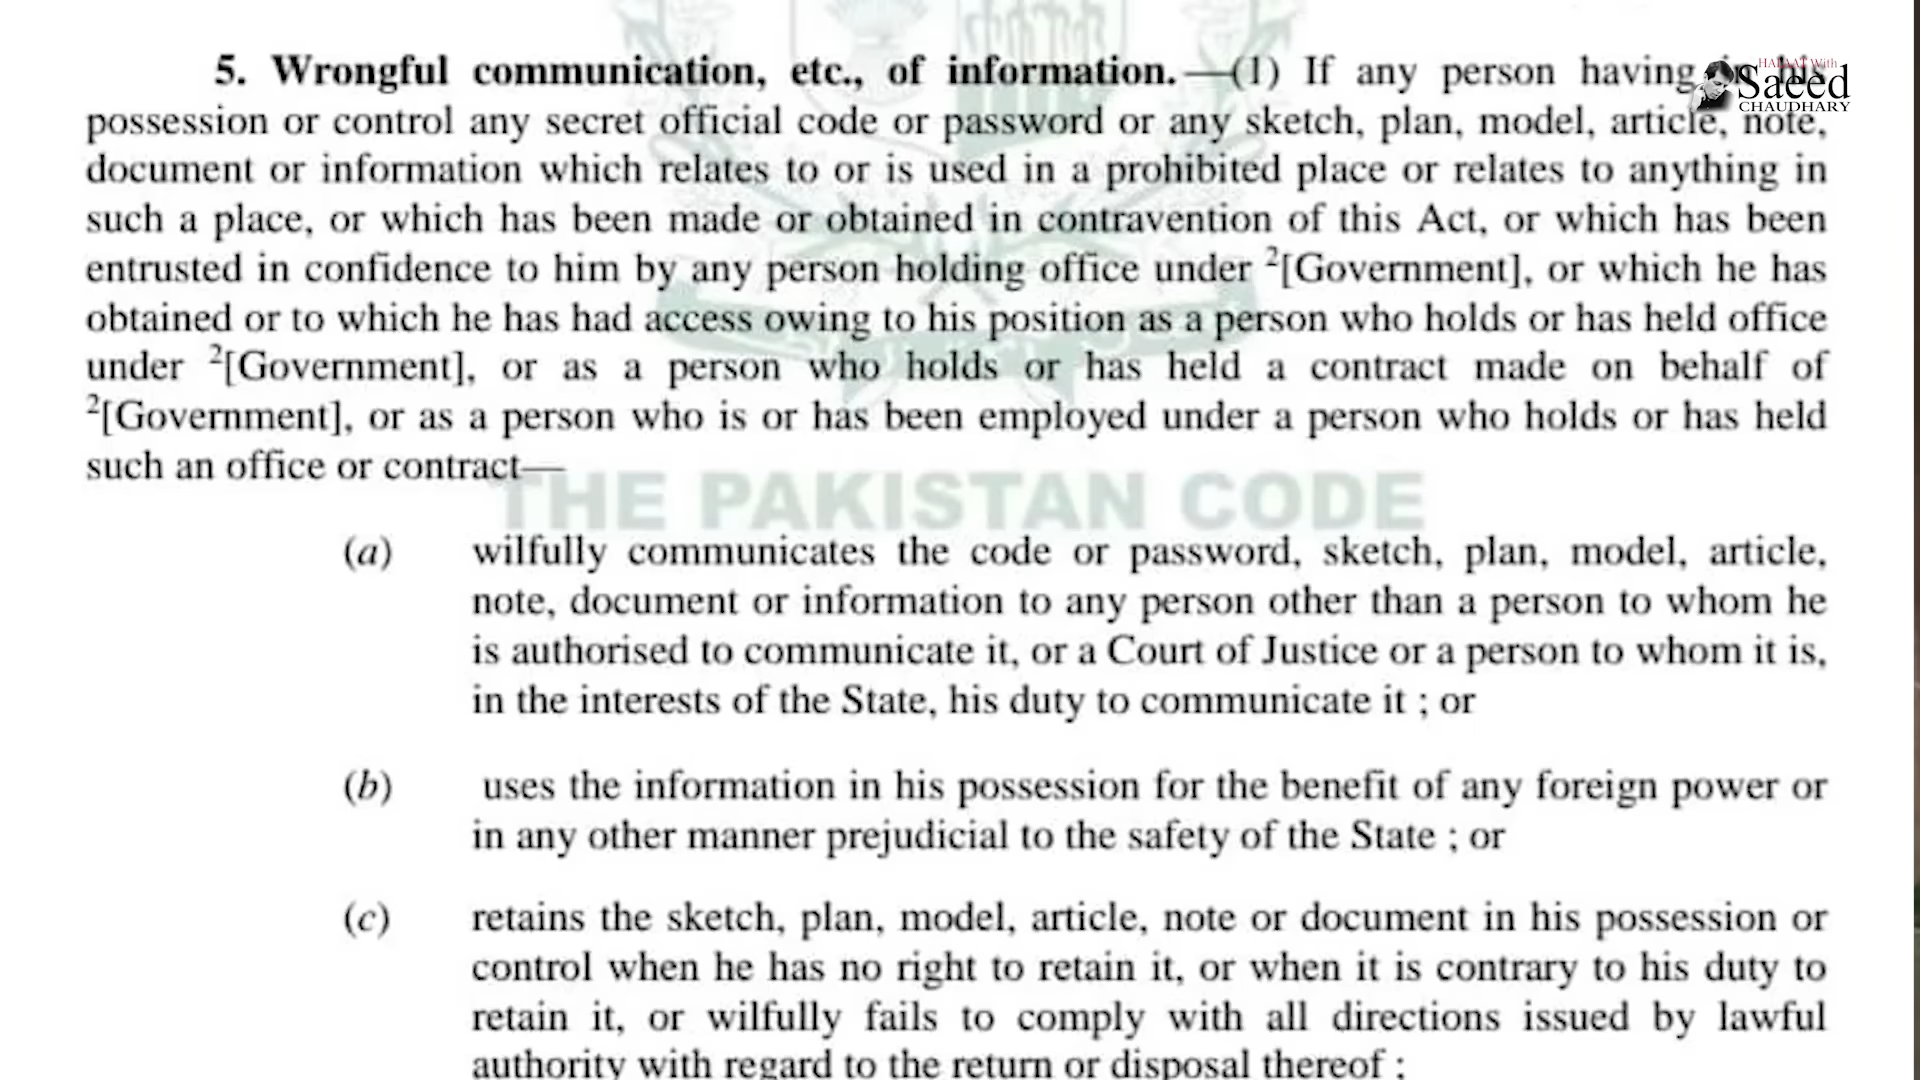 HALAAT With
Saeed
CHAUDHARY
5. Wrongful communication, etc., of information.—(1) If any person having
possession or control any secret official code or password or any sketch, plan, model, article, note,
document or information which relates to or is used in a prohibited place or relates to anything in
such a place, or which has been made or obtained in contravention of this Act, or which has been
entrusted in confidence to him by any person holding office under ²[Government], or which he has
obtained or to which he has had access owing to his position as a person who holds or has held office
under ²[Government], or as a person who holds or has held a contract made on behalf of
²[Government], or as a person who is or has been employed under a person who holds or has held
such an office or contract—
THE PAKISTAN CODE
(a) wilfully communicates the code or password, sketch, plan, model, article,
note, document or information to any person other than a person to whom he
is authorised to communicate it, or a Court of Justice or a person to whom it is,
in the interests of the State, his duty to communicate it ; or
(b) uses the information in his possession for the benefit of any foreign power or
in any other manner prejudicial to the safety of the State ; or
(c) retains the sketch, plan, model, article, note or document in his possession or
control when he has no right to retain it, or when it is contrary to his duty to
retain it, or wilfully fails to comply with all directions issued by lawful
authority with regard to the return or disposal thereof ;